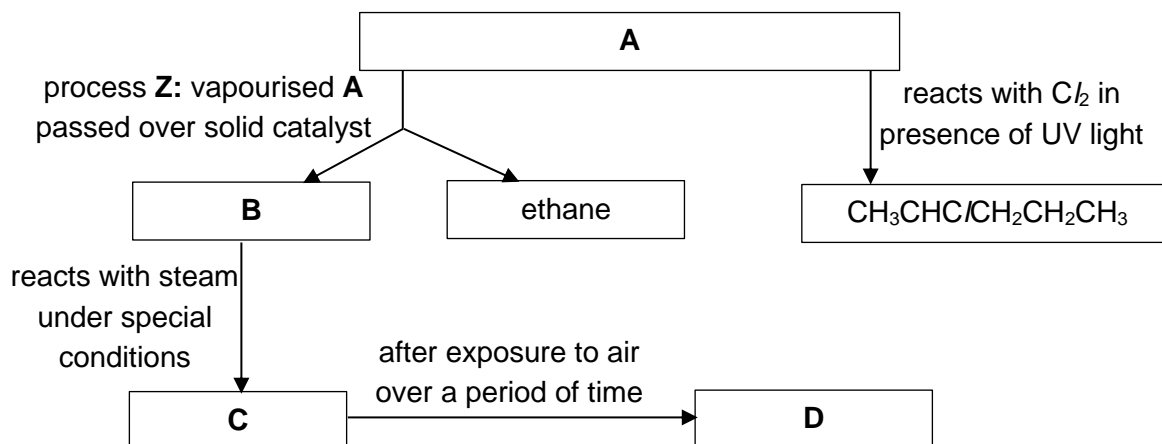 A
process Z: vapourised A
passed over solid catalyst
reacts with Cl₂ in
presence of UV light
B
ethane
CH₃CHClCH₂CH₂CH₃
reacts with steam
under special
conditions
after exposure to air
over a period of time
C
D